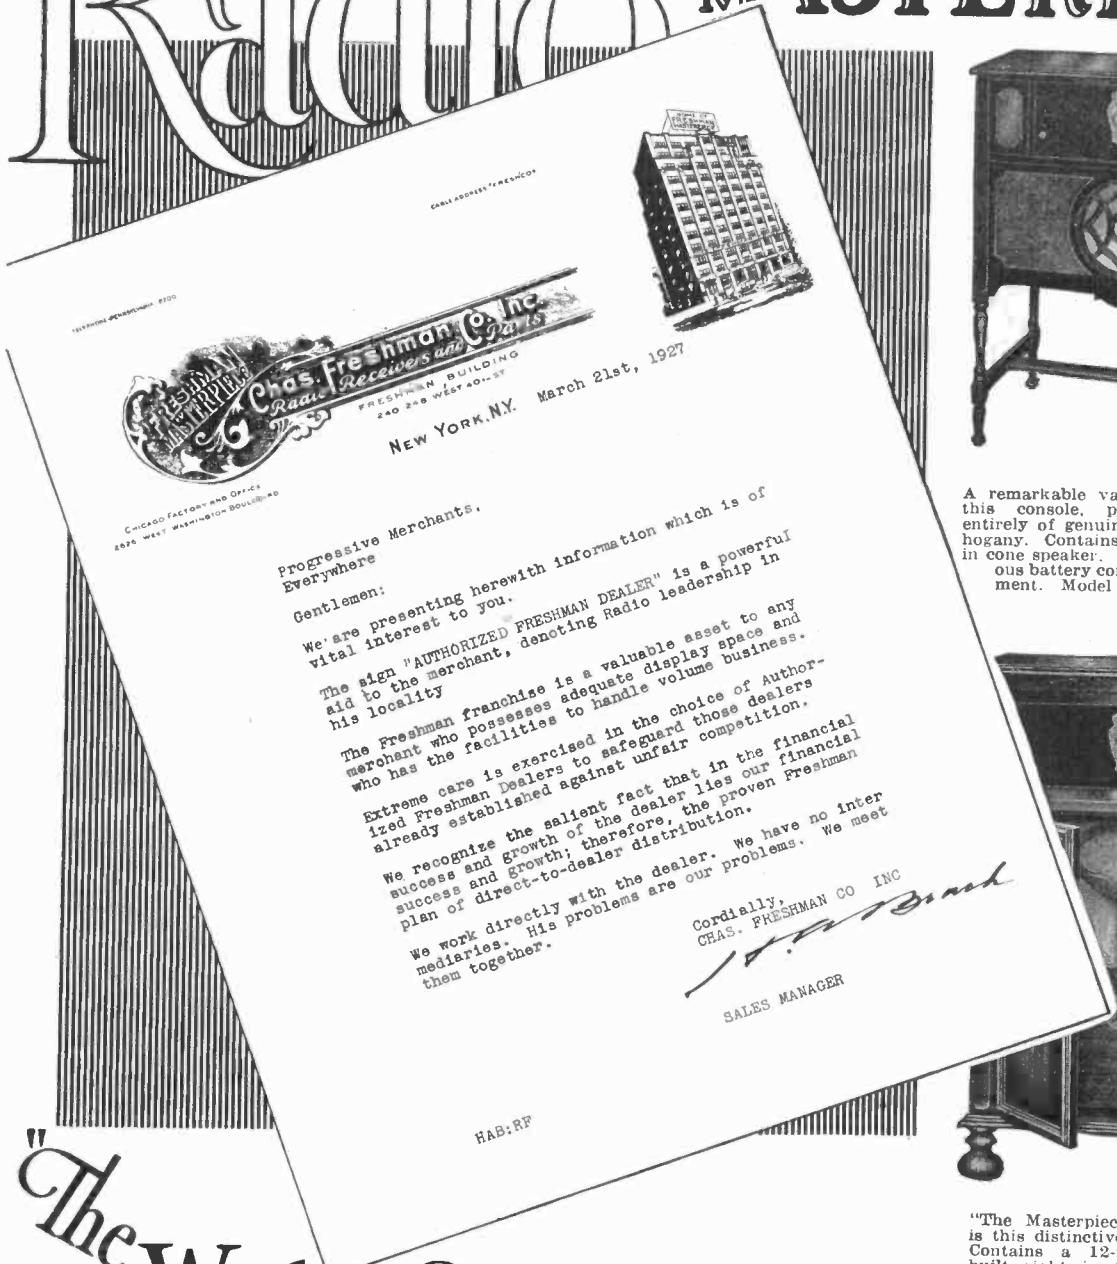 Radio
HOME OF
FRESHMAN
MASTERPIECE
CABLE ADDRESS "FRESHCO"
TELEPHONE PENNSYLVANIA
FRESHMAN
MASTERPIECE
Chas. Freshman Co. Inc.
Radio Receivers and Parts
FRESHMAN BUILDING
240 248 WEST 40TH ST
NEW YORK, N.Y.
March 21st, 1927
CHICAGO FACTORY AND OFFICE
2626 WEST WASHINGTON BOULEVARD
Progressive Merchants,
Everywhere
Gentlemen:
We are presenting herewith information which is of
vital interest to you.
The sign "AUTHORIZED FRESHMAN DEALER" is a powerful
aid to the merchant, denoting Radio leadership in
his locality
The Freshman franchise is a valuable asset to any
merchant who possesses adequate display space and
who has the facilities to handle volume business.
Extreme care is exercised in the choice of Author-
ized Freshman Dealers to safeguard those dealers
already established against unfair competition.
We recognize the salient fact that in the financial
success and growth of the dealer lies our financial
success and growth; therefore, the proven Freshman
plan of direct-to-dealer distribution.
We work directly with the dealer. We have no inter
mediaries. His problems are our problems. We meet
them together.
Cordially,
CHAS. FRESHMAN CO INC
SALES MANAGER
HAB:RF
A remarkable va
this console, p
entirely of genuin
hogany. Contains
in cone speaker.
ous battery co
ment. Model
"The Masterpiec
is this distinctive
Contains a 12-
"The